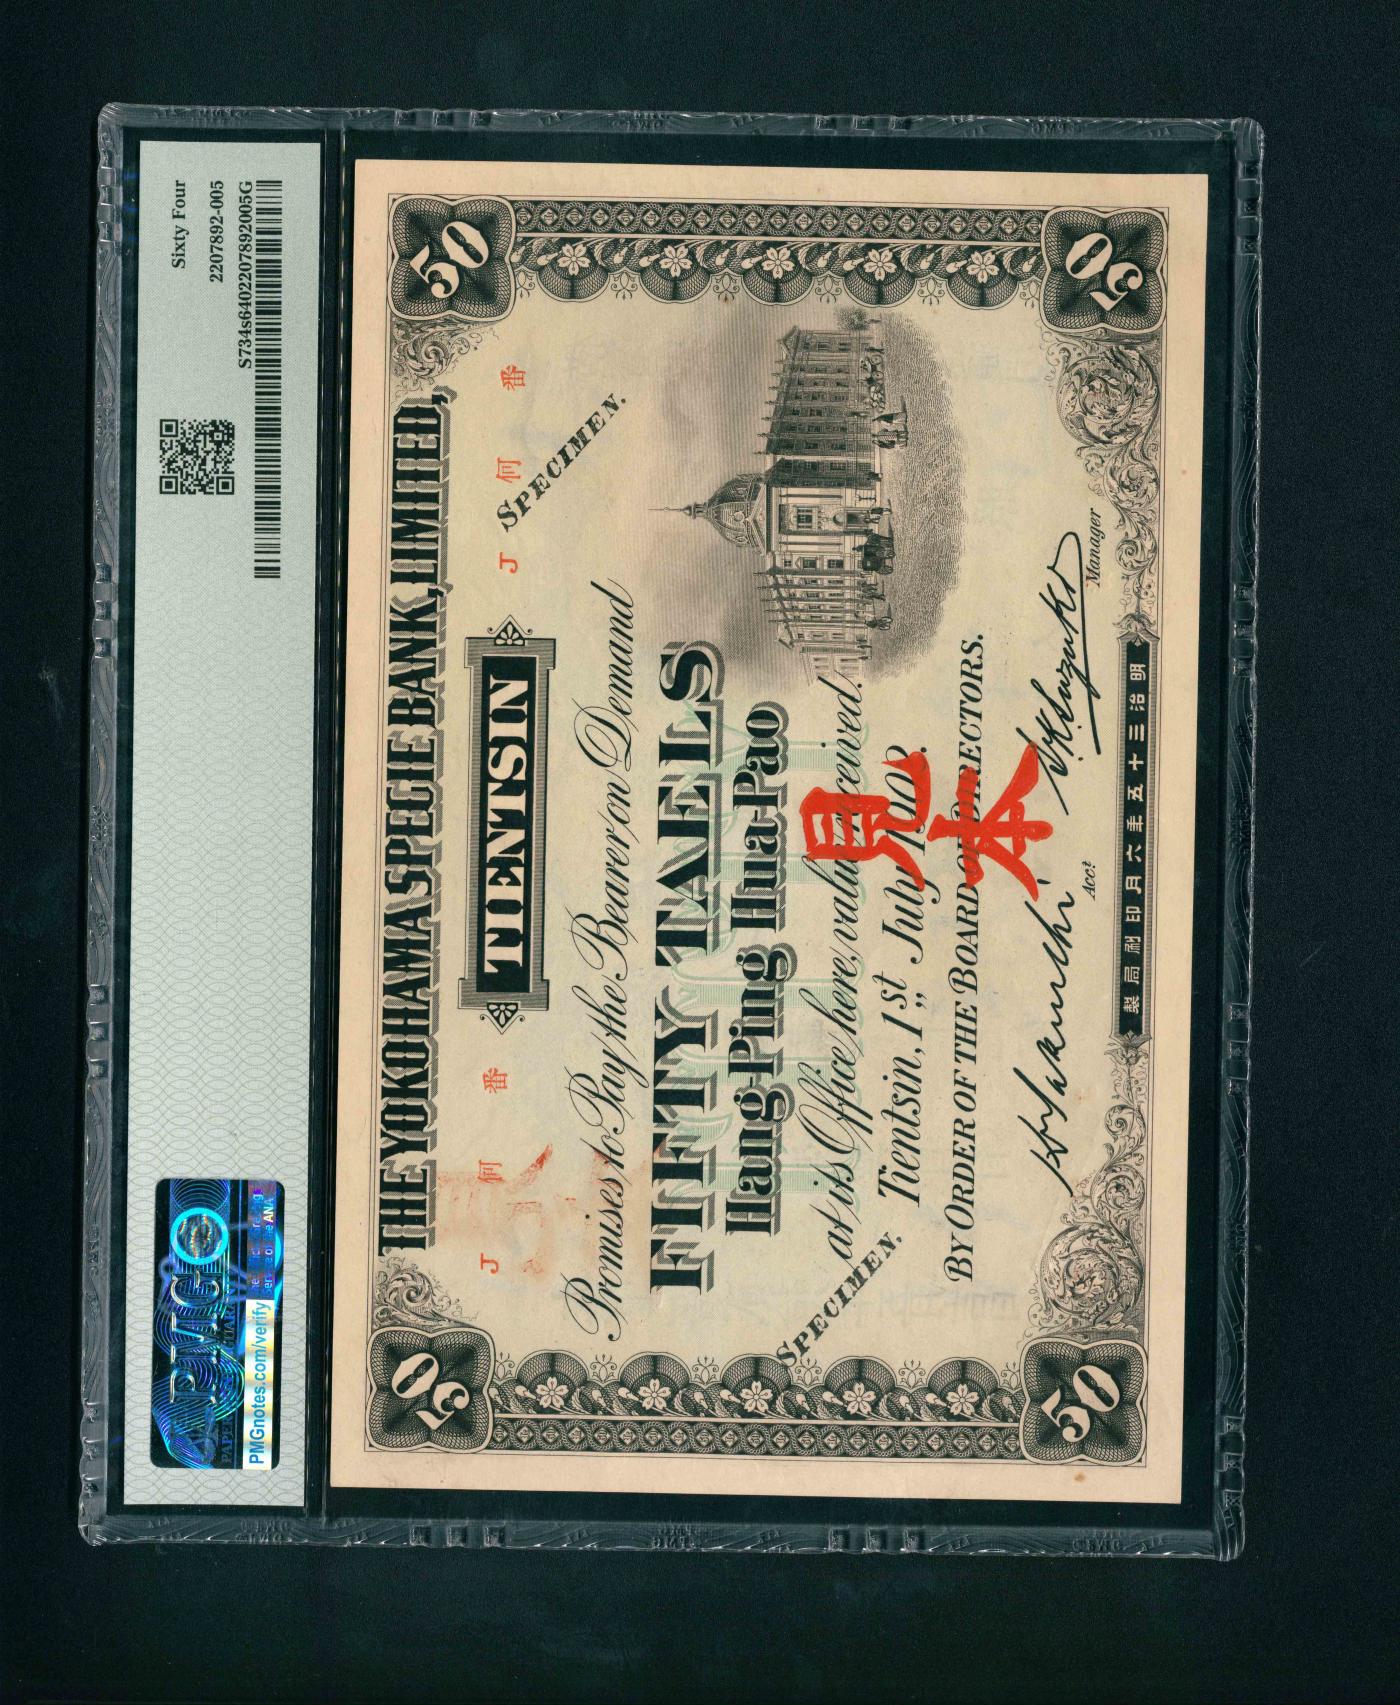 Sixty Four
2207892-005
S734s6402207892005G
PMG
PMGnotes.com/verify
50
50
THE YOKOHAMA SPECIE BANK, LIMITED,
J 何 番
TIENTSIN
J 何 番
SPECIMEN.
Promises to Pay the Bearer on Demand
FIFTY TAELS
Hang-Ping Hua-Pao
at its Office here, value received.
見本
Tientsin, 1st July 1902.
SPECIMEN.
BY ORDER OF THE BOARD OF DIRECTORS.
Acct.
Manager
50
50
明治三十五年六月印刷局製